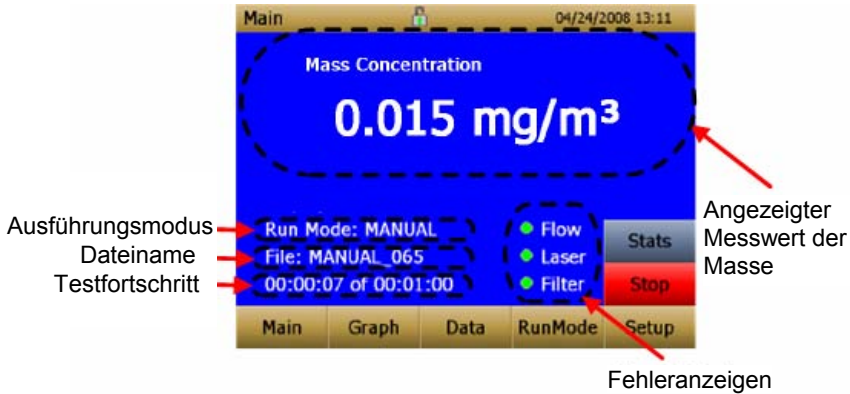 Main
04/24/2008 13:11
Mass Concentration
0.015 mg/m³
Ausführungsmodus
Run Mode: MANUAL
Flow
Stats
Angezeigter
Messwert der
Masse
Dateiname
File: MANUAL_065
Laser
Testfortschritt
00:00:07 of 00:01:00
Filter
Stop
Main Graph Data RunMode Setup
Fehleranzeigen